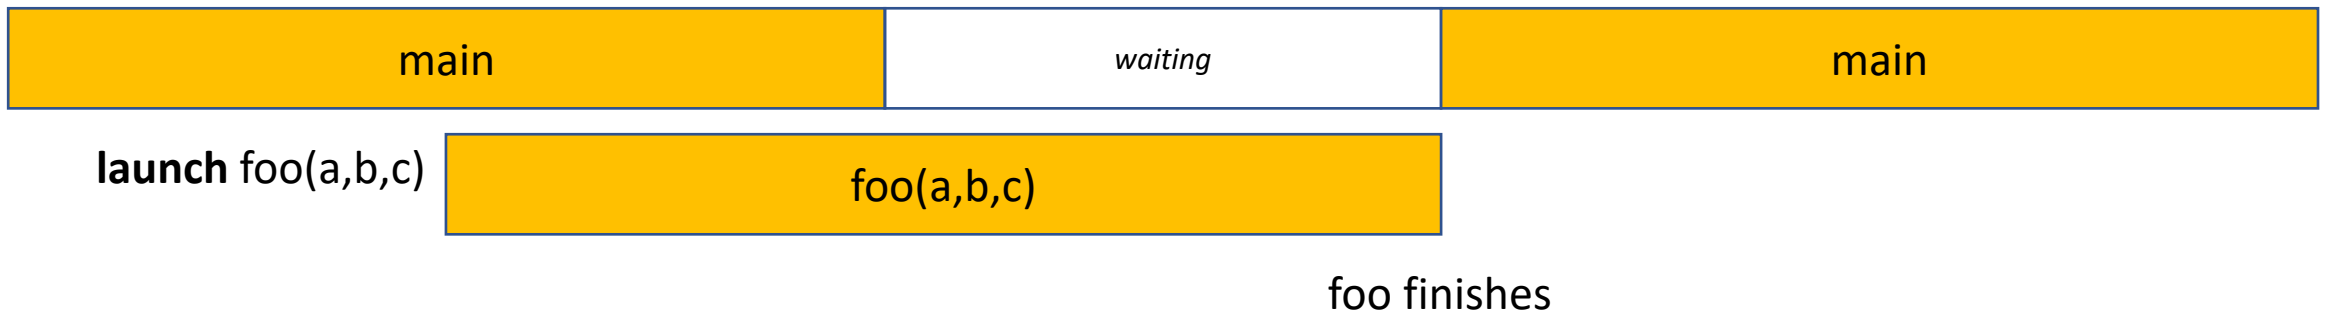 main
waiting
main
launch foo(a,b,c)
foo(a,b,c)
foo finishes